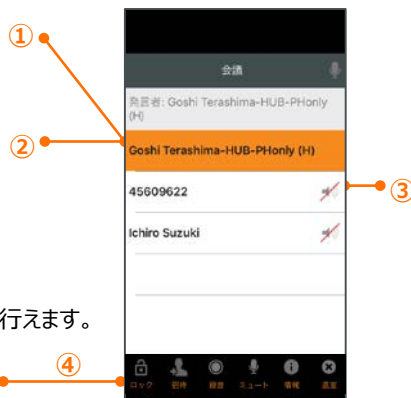 ①
会議
発言者: Goshi Terashima-HUB-PHonly
(H)
②
Goshi Terashima-HUB-PHonly (H)
45609622
③
Ichiro Suzuki
行えます。
④
ロック 招待 録音 ミュート 情報 退室